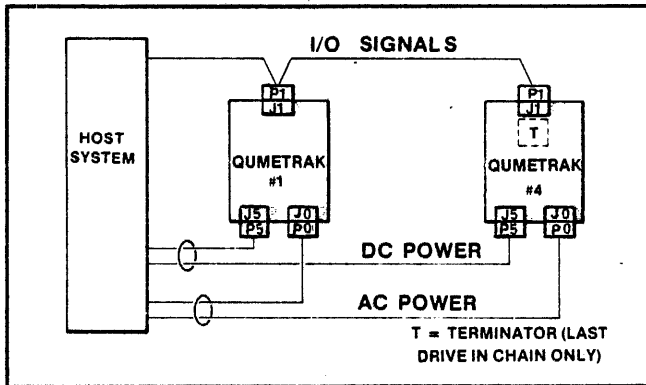 I/O SIGNALS
HOST
SYSTEM
P1
J1
QUMETRAK
#1
J5
P5
J0
P0
P1
J1
T
QUMETRAK
#4
J5
P5
J0
P0
DC POWER
AC POWER
T = TERMINATOR (LAST
DRIVE IN CHAIN ONLY)